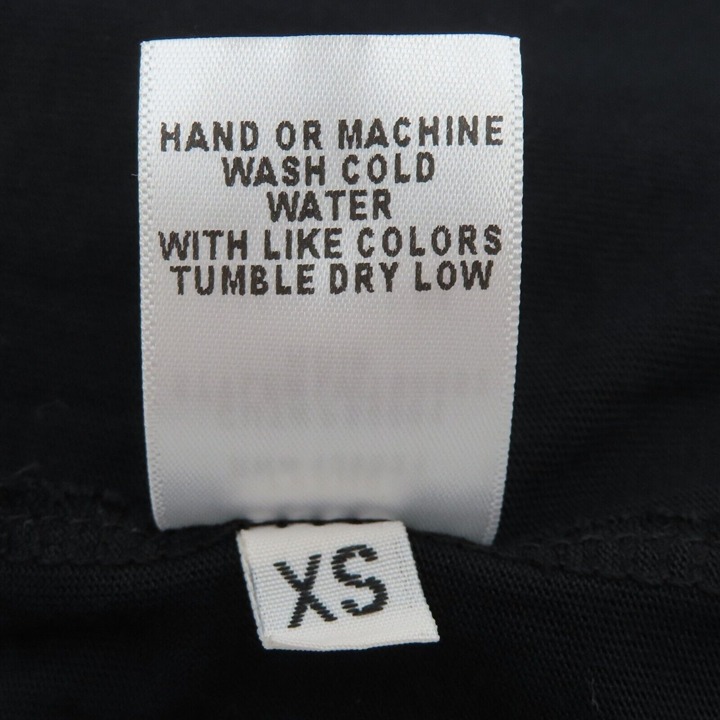 HAND OR MACHINE
WASH COLD
WATER
WITH LIKE COLORS
TUMBLE DRY LOW
XS